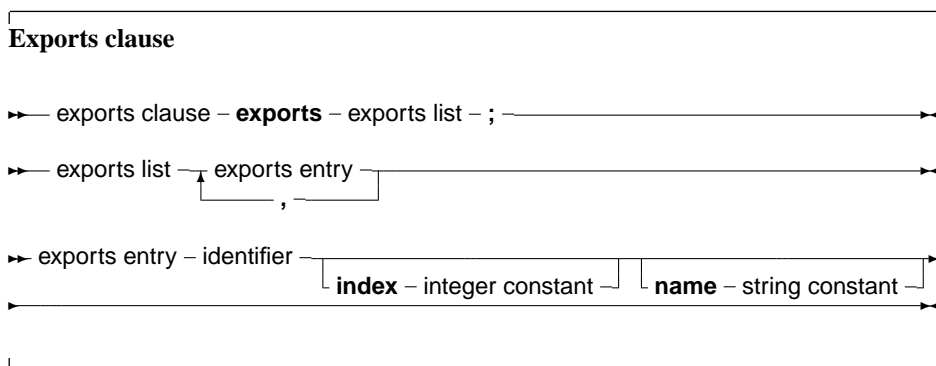 Exports clause
exports clause – exports – exports list – ; –
exports list – exports entry –
, –
exports entry – identifier –
index – integer constant – name – string constant –